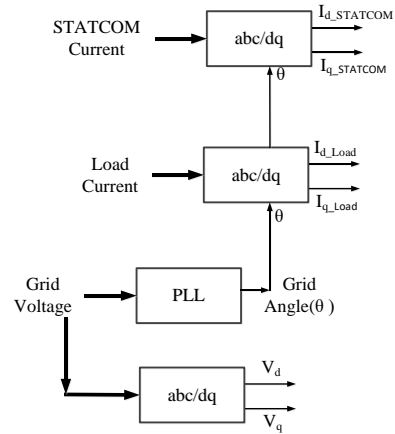 STATCOM
Current
abc/dq
I_d_STATCOM
I_q_STATCOM
θ
Load
Current
abc/dq
I_d_Load
I_q_Load
θ
Grid
Voltage
PLL
Grid
Angle(θ )
abc/dq
V_d
V_q